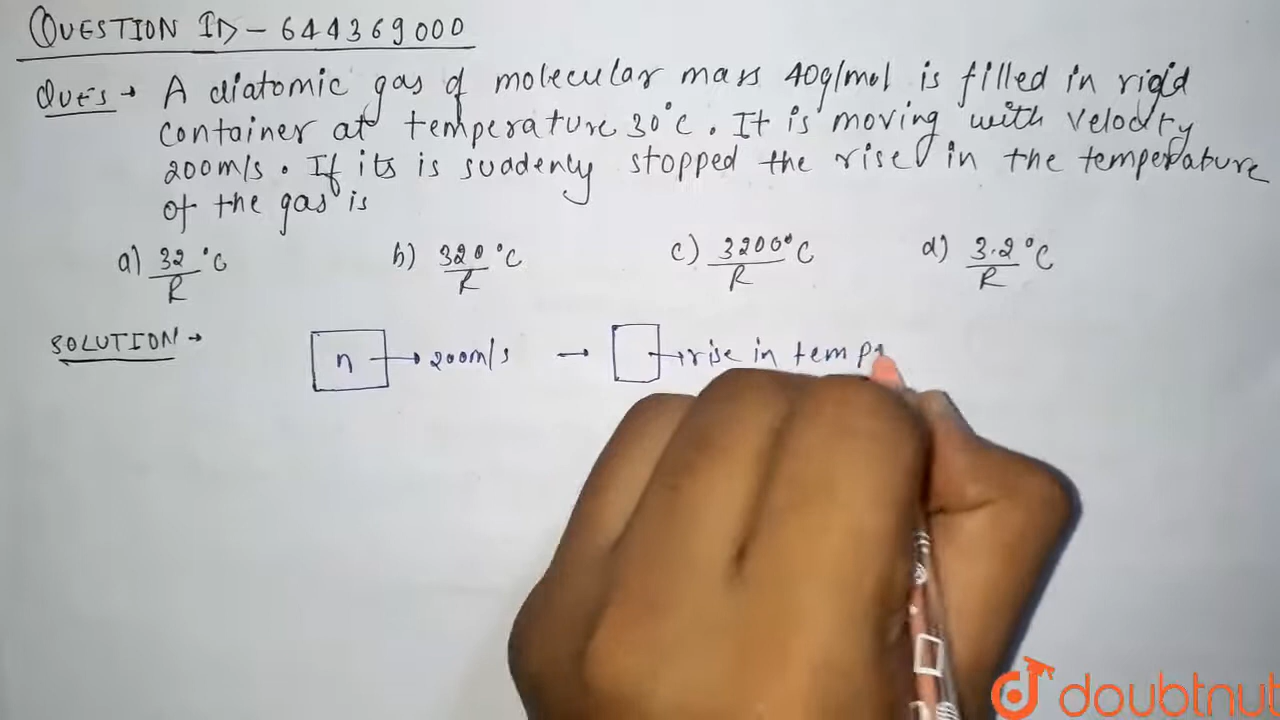 QUESTION ID - 644369000
QUES → A diatomic gas of molecular mass 40g/mol is filled in rigid
container at temperature 30°c. It is moving with velocity
200m/s. If its is suddenly stopped the rise in the temperature
of the gas is
a) 32/R °c b) 320/R °C c) 3200/R °C d) 3.2/R °C
SOLUTION →
n → 200m/s → → rise in temp
doubtnut